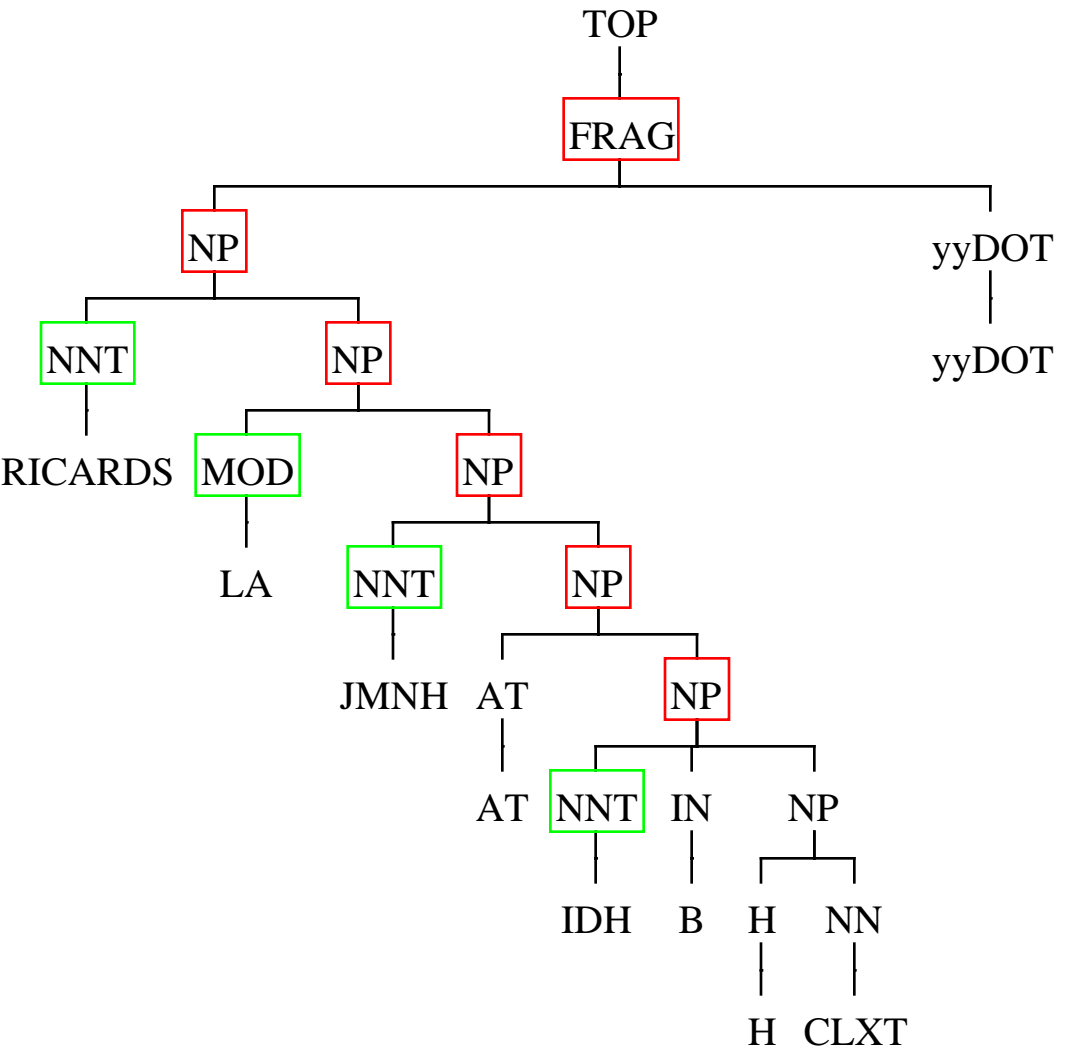 TOP
FRAG
NP yyDOT
NNT NP yyDOT
RICARDS MOD NP
LA NNT NP
JMNH AT NP
AT NNT IN NP
IDH B H NN
H CLXT